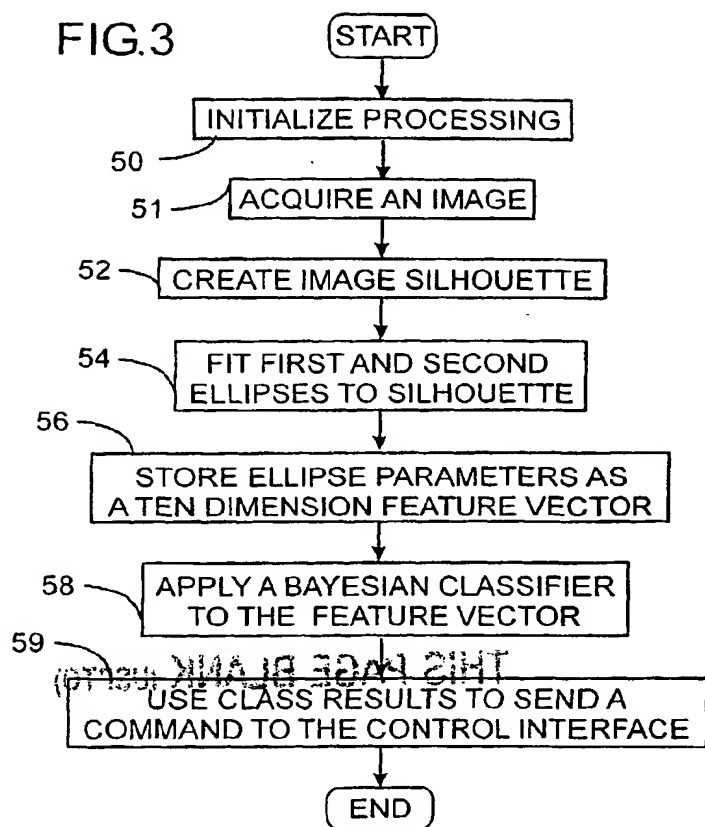 FIG.3
START
INITIALIZE PROCESSING
50
ACQUIRE AN IMAGE
51
52
CREATE IMAGE SILHOUETTE
54
FIT FIRST AND SECOND
ELLIPSES TO SILHOUETTE
56
STORE ELLIPSE PARAMETERS AS
A TEN DIMENSION FEATURE VECTOR
58
APPLY A BAYESIAN CLASSIFIER
TO THE FEATURE VECTOR
59
THIS PAGE BLANK (USPTO)
USE CLASS RESULTS TO SEND A
COMMAND TO THE CONTROL INTERFACE
END